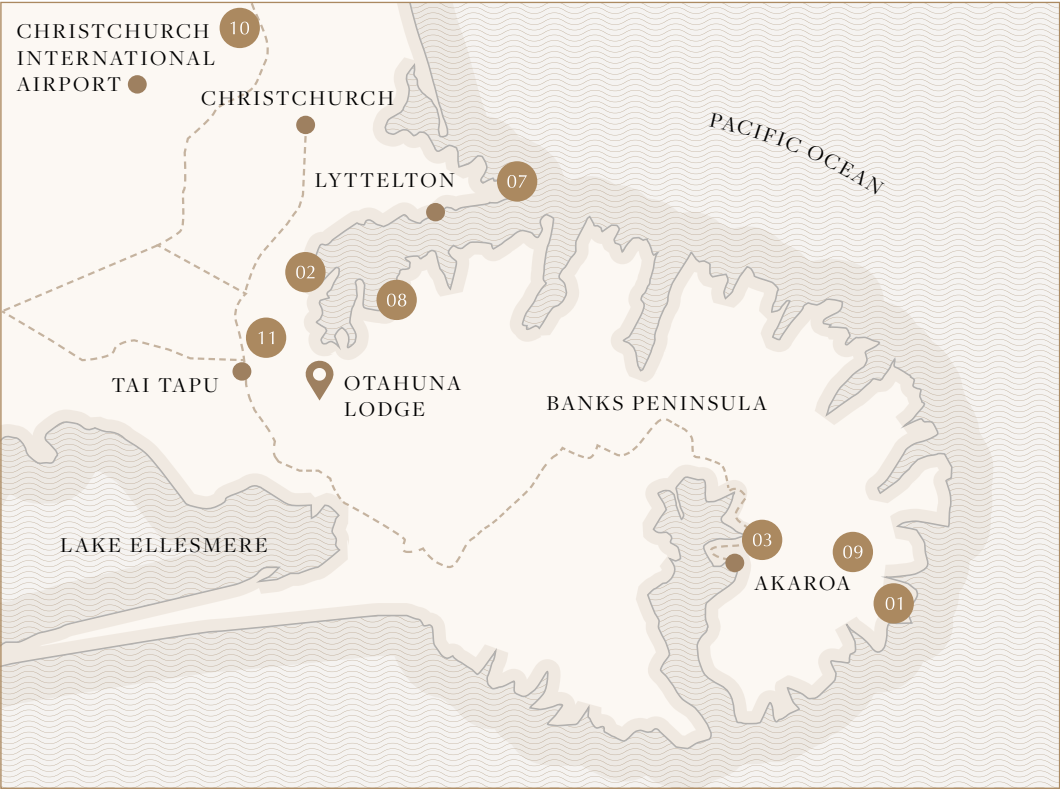 10
CHRISTCHURCH
INTERNATIONAL
AIRPORT
CHRISTCHURCH
PACIFIC OCEAN
LYTTELTON
07
02
08
11
TAI TAPU
OTAHUNA
LODGE
BANKS PENINSULA
LAKE ELLESMERE
03
09
AKAROA
01